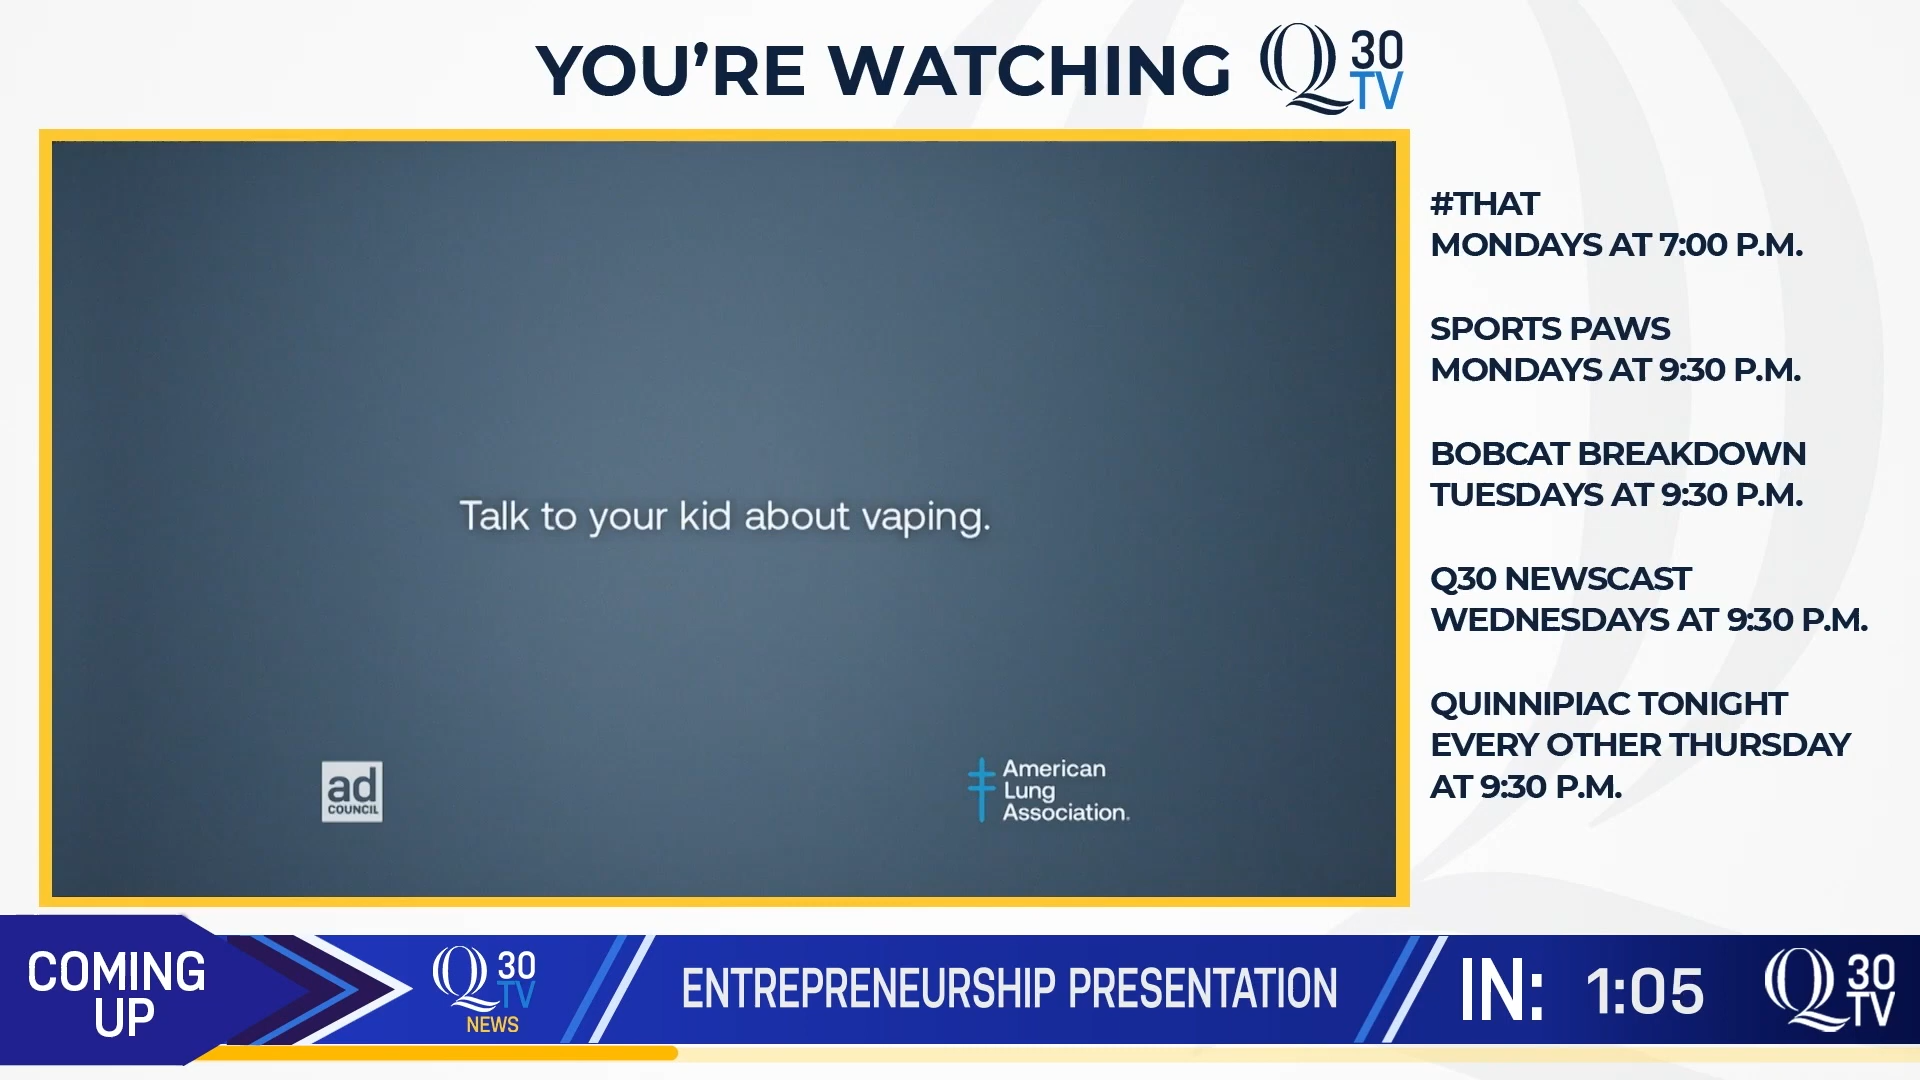 YOU'RE WATCHING Q 30 TV
#THAT
MONDAYS AT 7:00 P.M.
SPORTS PAWS
MONDAYS AT 9:30 P.M.
BOBCAT BREAKDOWN
TUESDAYS AT 9:30 P.M.
Q30 NEWSCAST
WEDNESDAYS AT 9:30 P.M.
QUINNIPIAC TONIGHT
EVERY OTHER THURSDAY
AT 9:30 P.M.
Talk to your kid about vaping.
ad
COUNCIL
American
Lung
Association.
COMING
UP
Q 30
TV
NEWS
ENTREPRENEURSHIP PRESENTATION
IN: 1:05
Q 30
TV